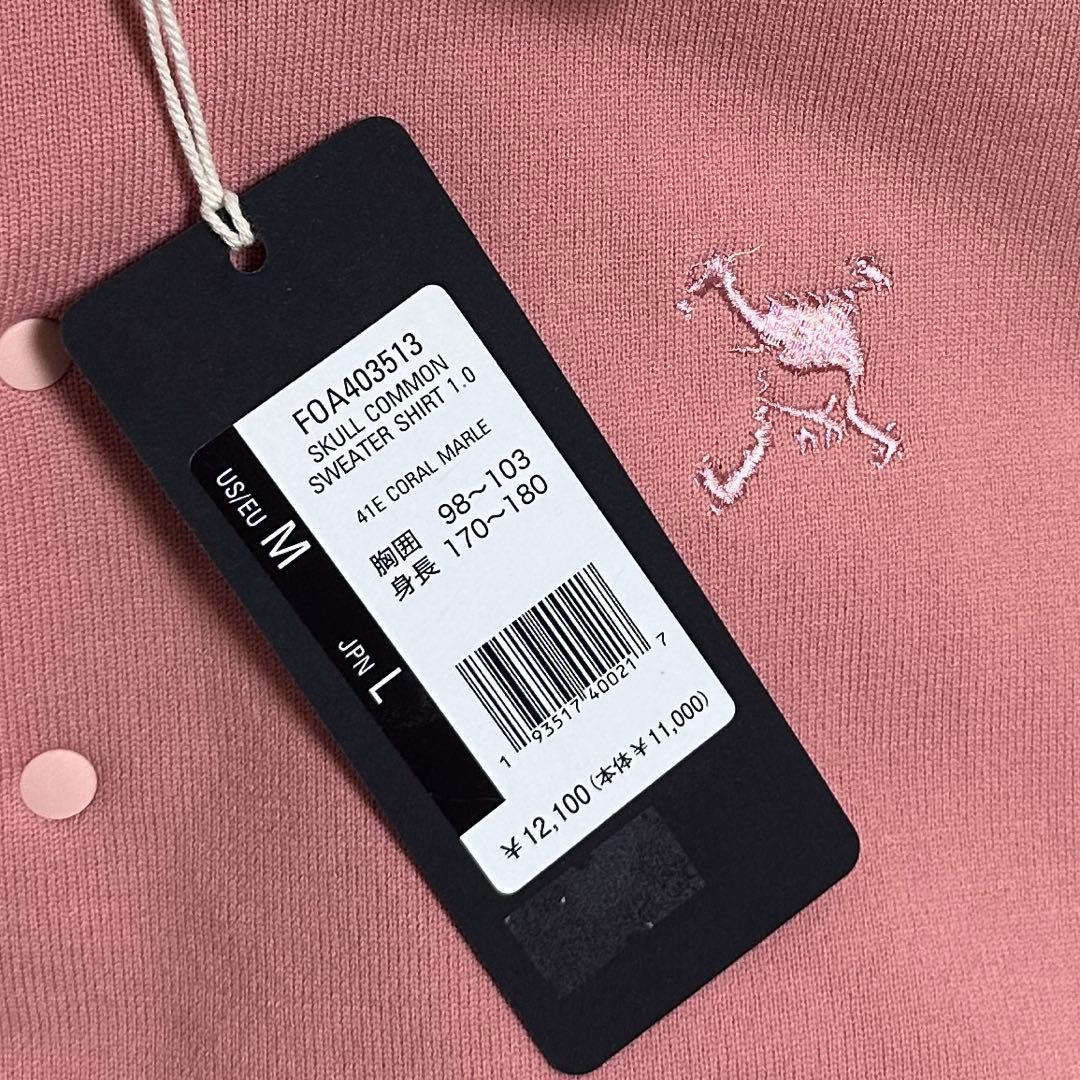 FOA403513
SKULL COMMON
SWEATER SHIRT 1.0
41E CORAL MARLE
US/EU M
JPN L
胸囲 98~103
身長 170~180
1 93517 40021 7
¥12,100(本体¥11,000)